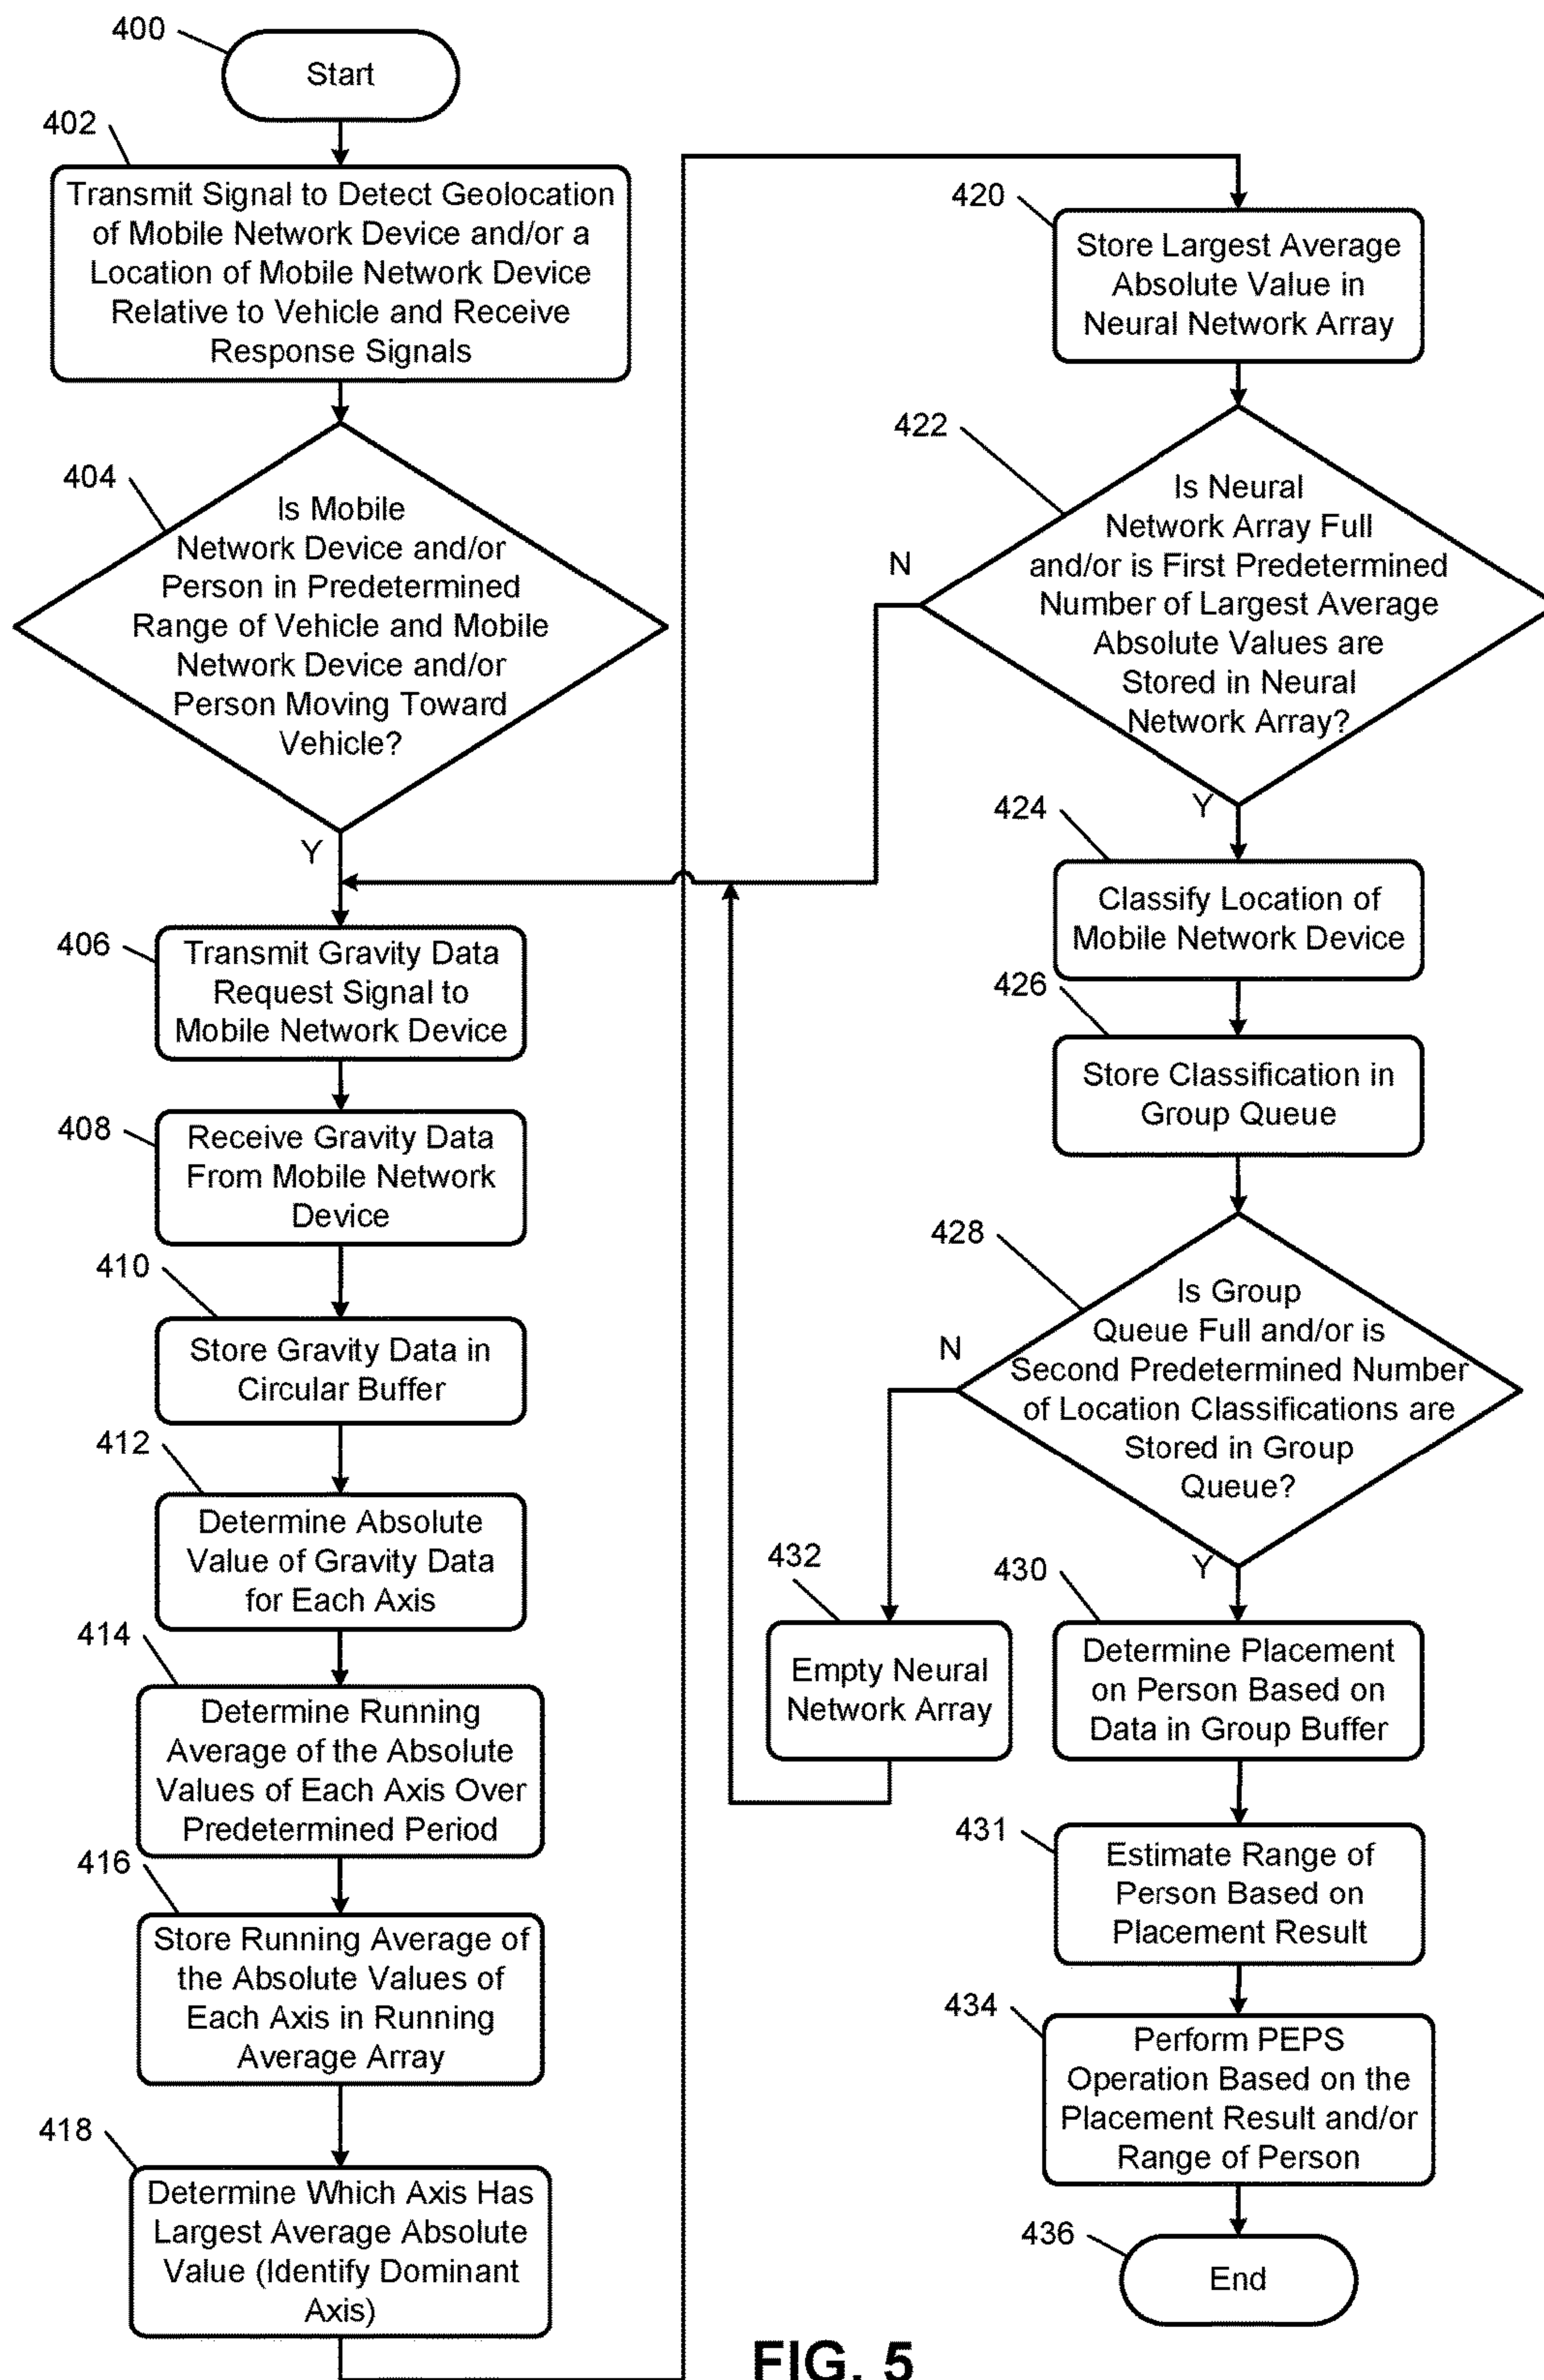 400
Start
402
Transmit Signal to Detect Geolocation
of Mobile Network Device and/or a
Location of Mobile Network Device
Relative to Vehicle and Receive
Response Signals
404
Is Mobile
Network Device and/or
Person in Predetermined
Range of Vehicle and Mobile
Network Device and/or
Person Moving Toward
Vehicle?
Y
406
Transmit Gravity Data
Request Signal to
Mobile Network Device
408
Receive Gravity Data
From Mobile Network
Device
410
Store Gravity Data in
Circular Buffer
412
Determine Absolute
Value of Gravity Data
for Each Axis
414
Determine Running
Average of the Absolute
Values of Each Axis Over
Predetermined Period
416
Store Running Average of
the Absolute Values of
Each Axis in Running
Average Array
418
Determine Which Axis Has
Largest Average Absolute
Value (Identify Dominant
Axis)
420
Store Largest Average
Absolute Value in
Neural Network Array
422
Is Neural
Network Array Full
and/or is First Predetermined
Number of Largest Average
Absolute Values are
Stored in Neural
Network Array?
N
Y
424
Classify Location of
Mobile Network Device
426
Store Classification in
Group Queue
428
Is Group
Queue Full and/or is
Second Predetermined Number
of Location Classifications are
Stored in Group
Queue?
N
Y
432
Empty Neural
Network Array
430
Determine Placement
on Person Based on
Data in Group Buffer
431
Estimate Range of
Person Based on
Placement Result
434
Perform PEPS
Operation Based on the
Placement Result and/or
Range of Person
436
End
FIG. 5